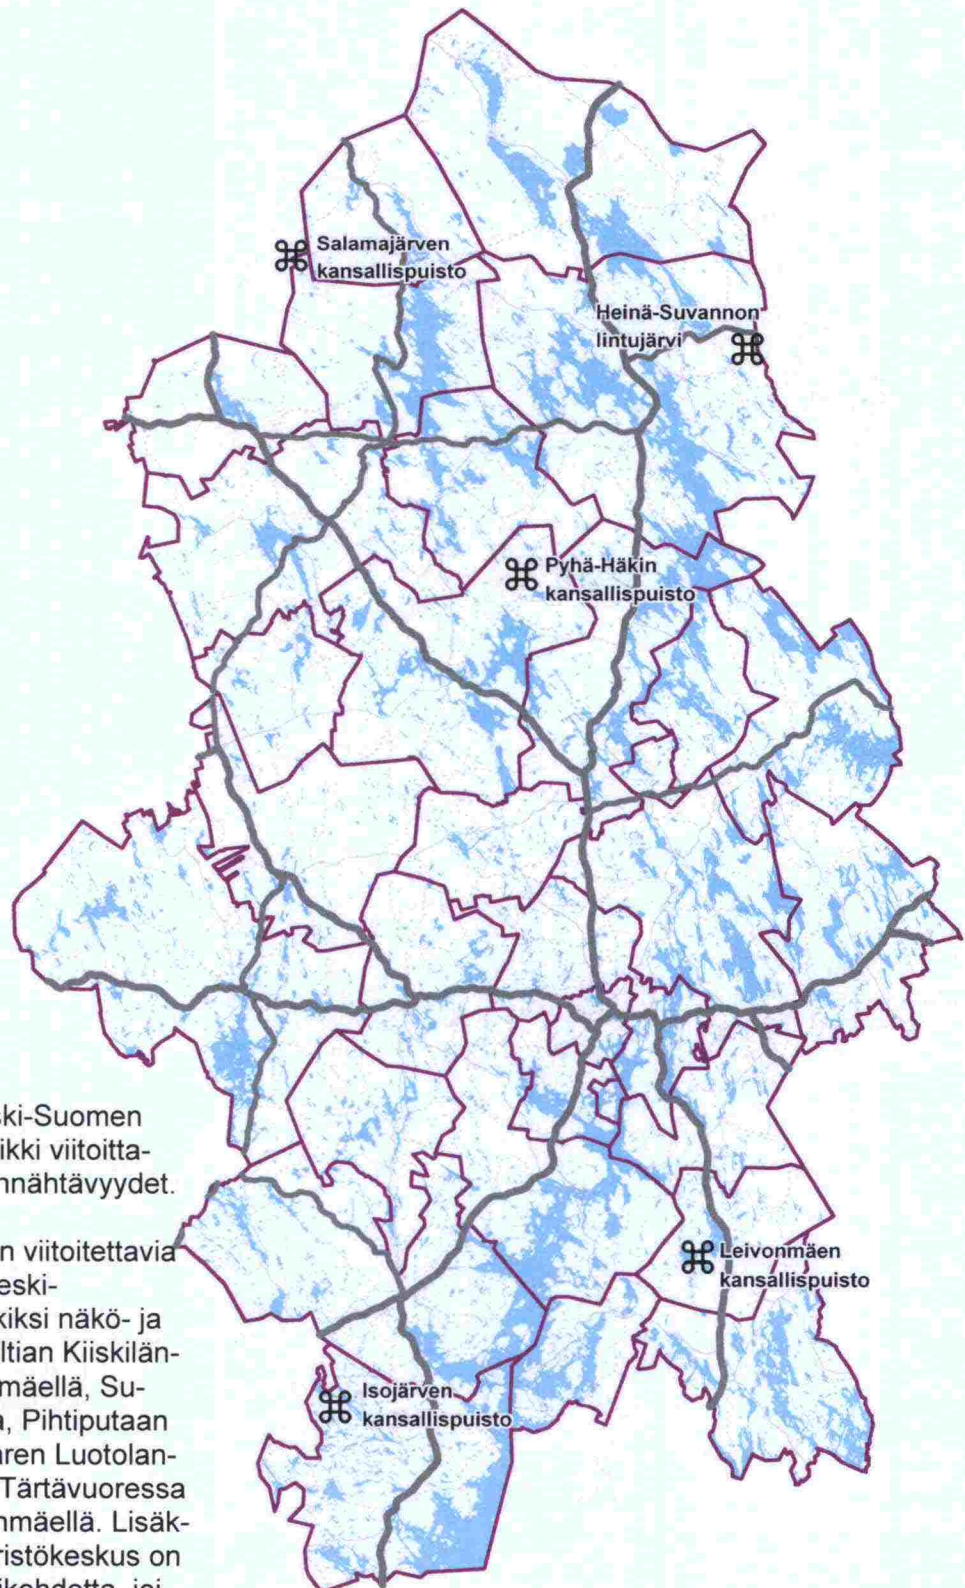 Salamajärven
kansallispuisto
Heinä-Suvannon
lintujärvi
Pyhä-Häkin
kansallispuisto
Leivonmäen
kansallispuisto
Isojärven
kansallispuisto
ski-Suomen
ikki viitoitta-
nnähtävyydet.
n viitoitettavia
eski-
kiksi näkö- ja
ltian Kiiskilän-
mäellä, Su-
a, Pihtiputaan
aren Luotolan-
Tärtävuoressa
nmäellä. Lisäk-
ristökeskus on